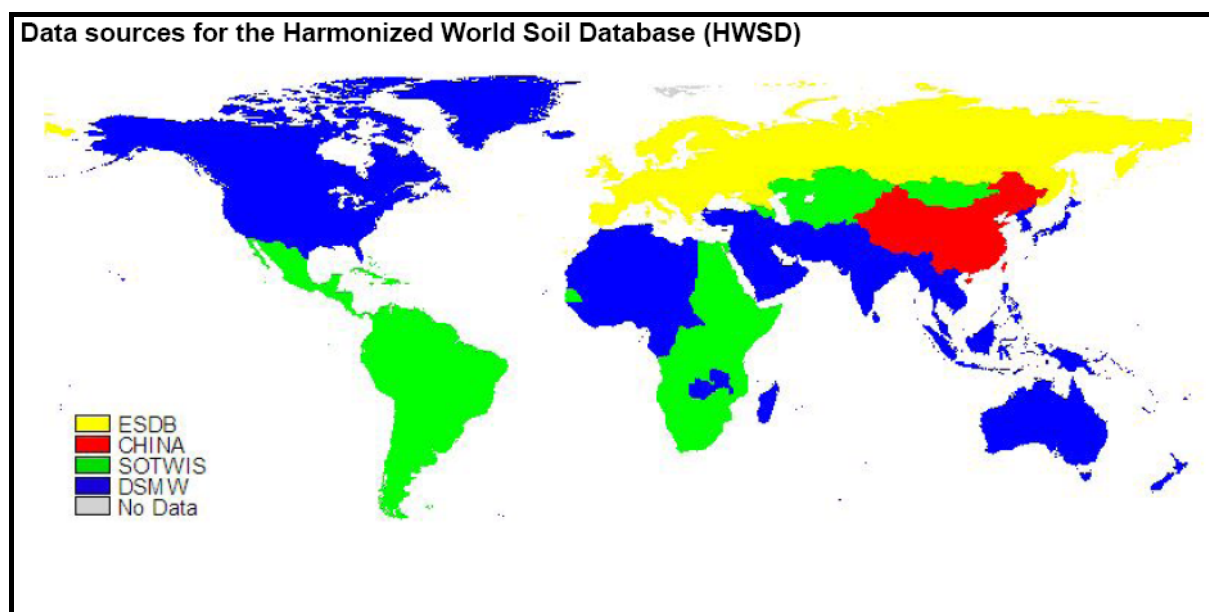 Data sources for the Harmonized World Soil Database (HWSD)
ESDB
CHINA
SOTWIS
DSMW
No Data